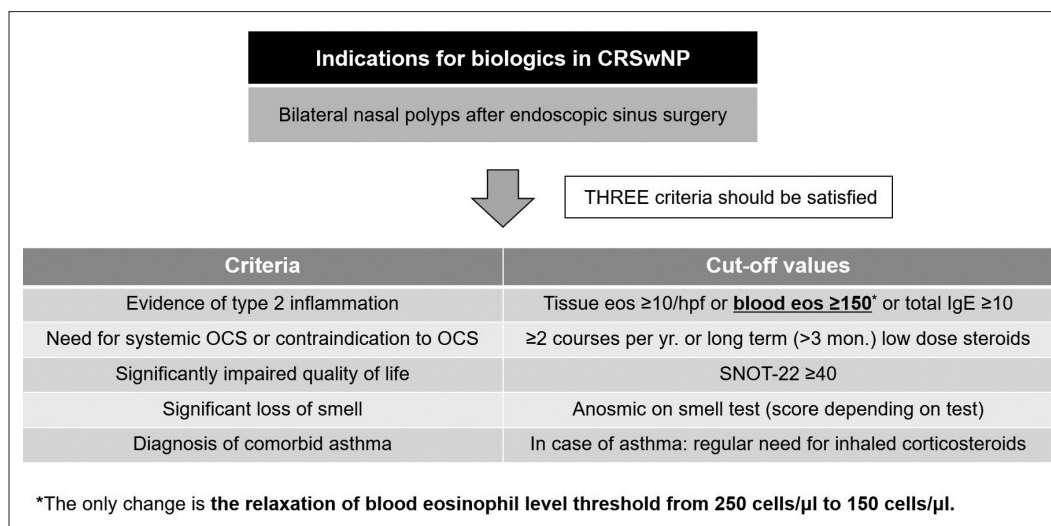 Indications for biologics in CRSwNP
Bilateral nasal polyps after endoscopic sinus surgery
THREE criteria should be satisfied
Criteria Cut-off values
Evidence of type 2 inflammation Tissue eos ≥10/hpf or blood eos ≥150* or total IgE ≥10
Need for systemic OCS or contraindication to OCS ≥2 courses per yr. or long term (>3 mon.) low dose steroids
Significantly impaired quality of life SNOT-22 ≥40
Significant loss of smell Anosmic on smell test (score depending on test)
Diagnosis of comorbid asthma In case of asthma: regular need for inhaled corticosteroids
*The only change is the relaxation of blood eosinophil level threshold from 250 cells/μl to 150 cells/μl.